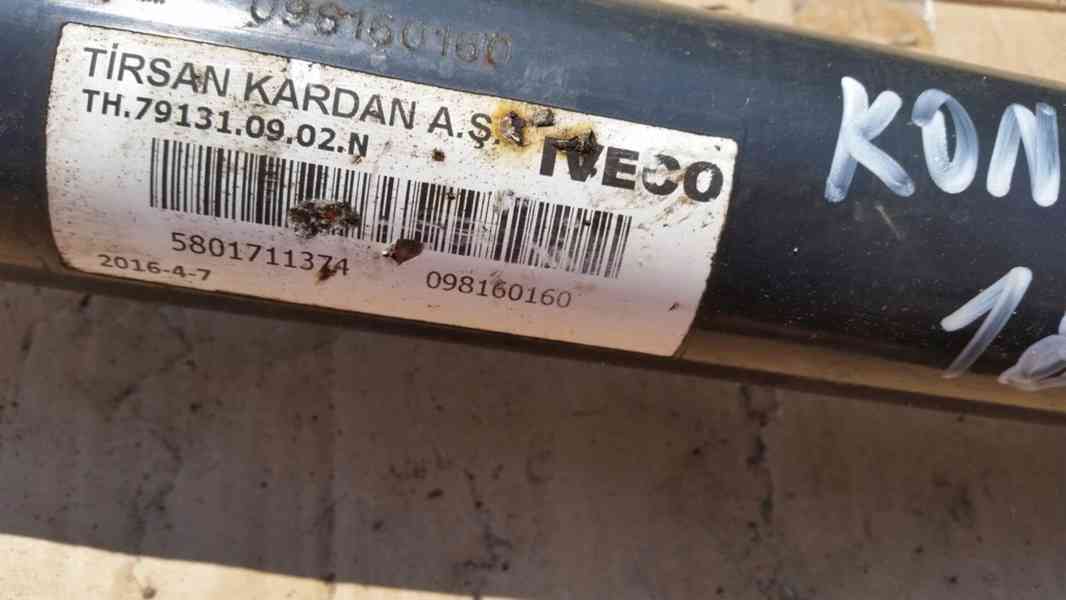 098160160
TİRSAN KARDAN A.Ş.
TH.79131.09.02.N
IVECO
5801711374
098160160
2016-4-7
KON